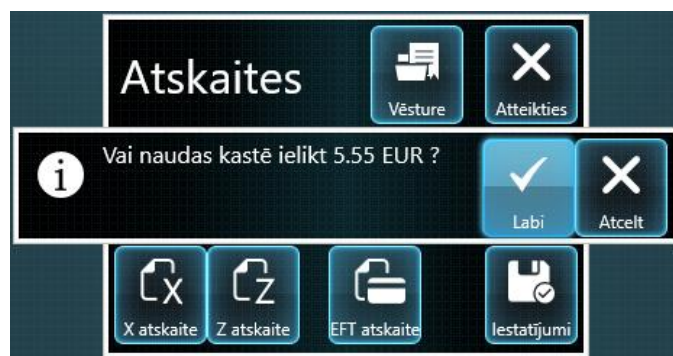 Atskaites
Vēsture
Atteikties
Vai naudas kastē ielikt 5.55 EUR ?
Labi
Atcelt
X
Z
X atskaite
Z atskaite
EFT atskaite
Iestatījumi